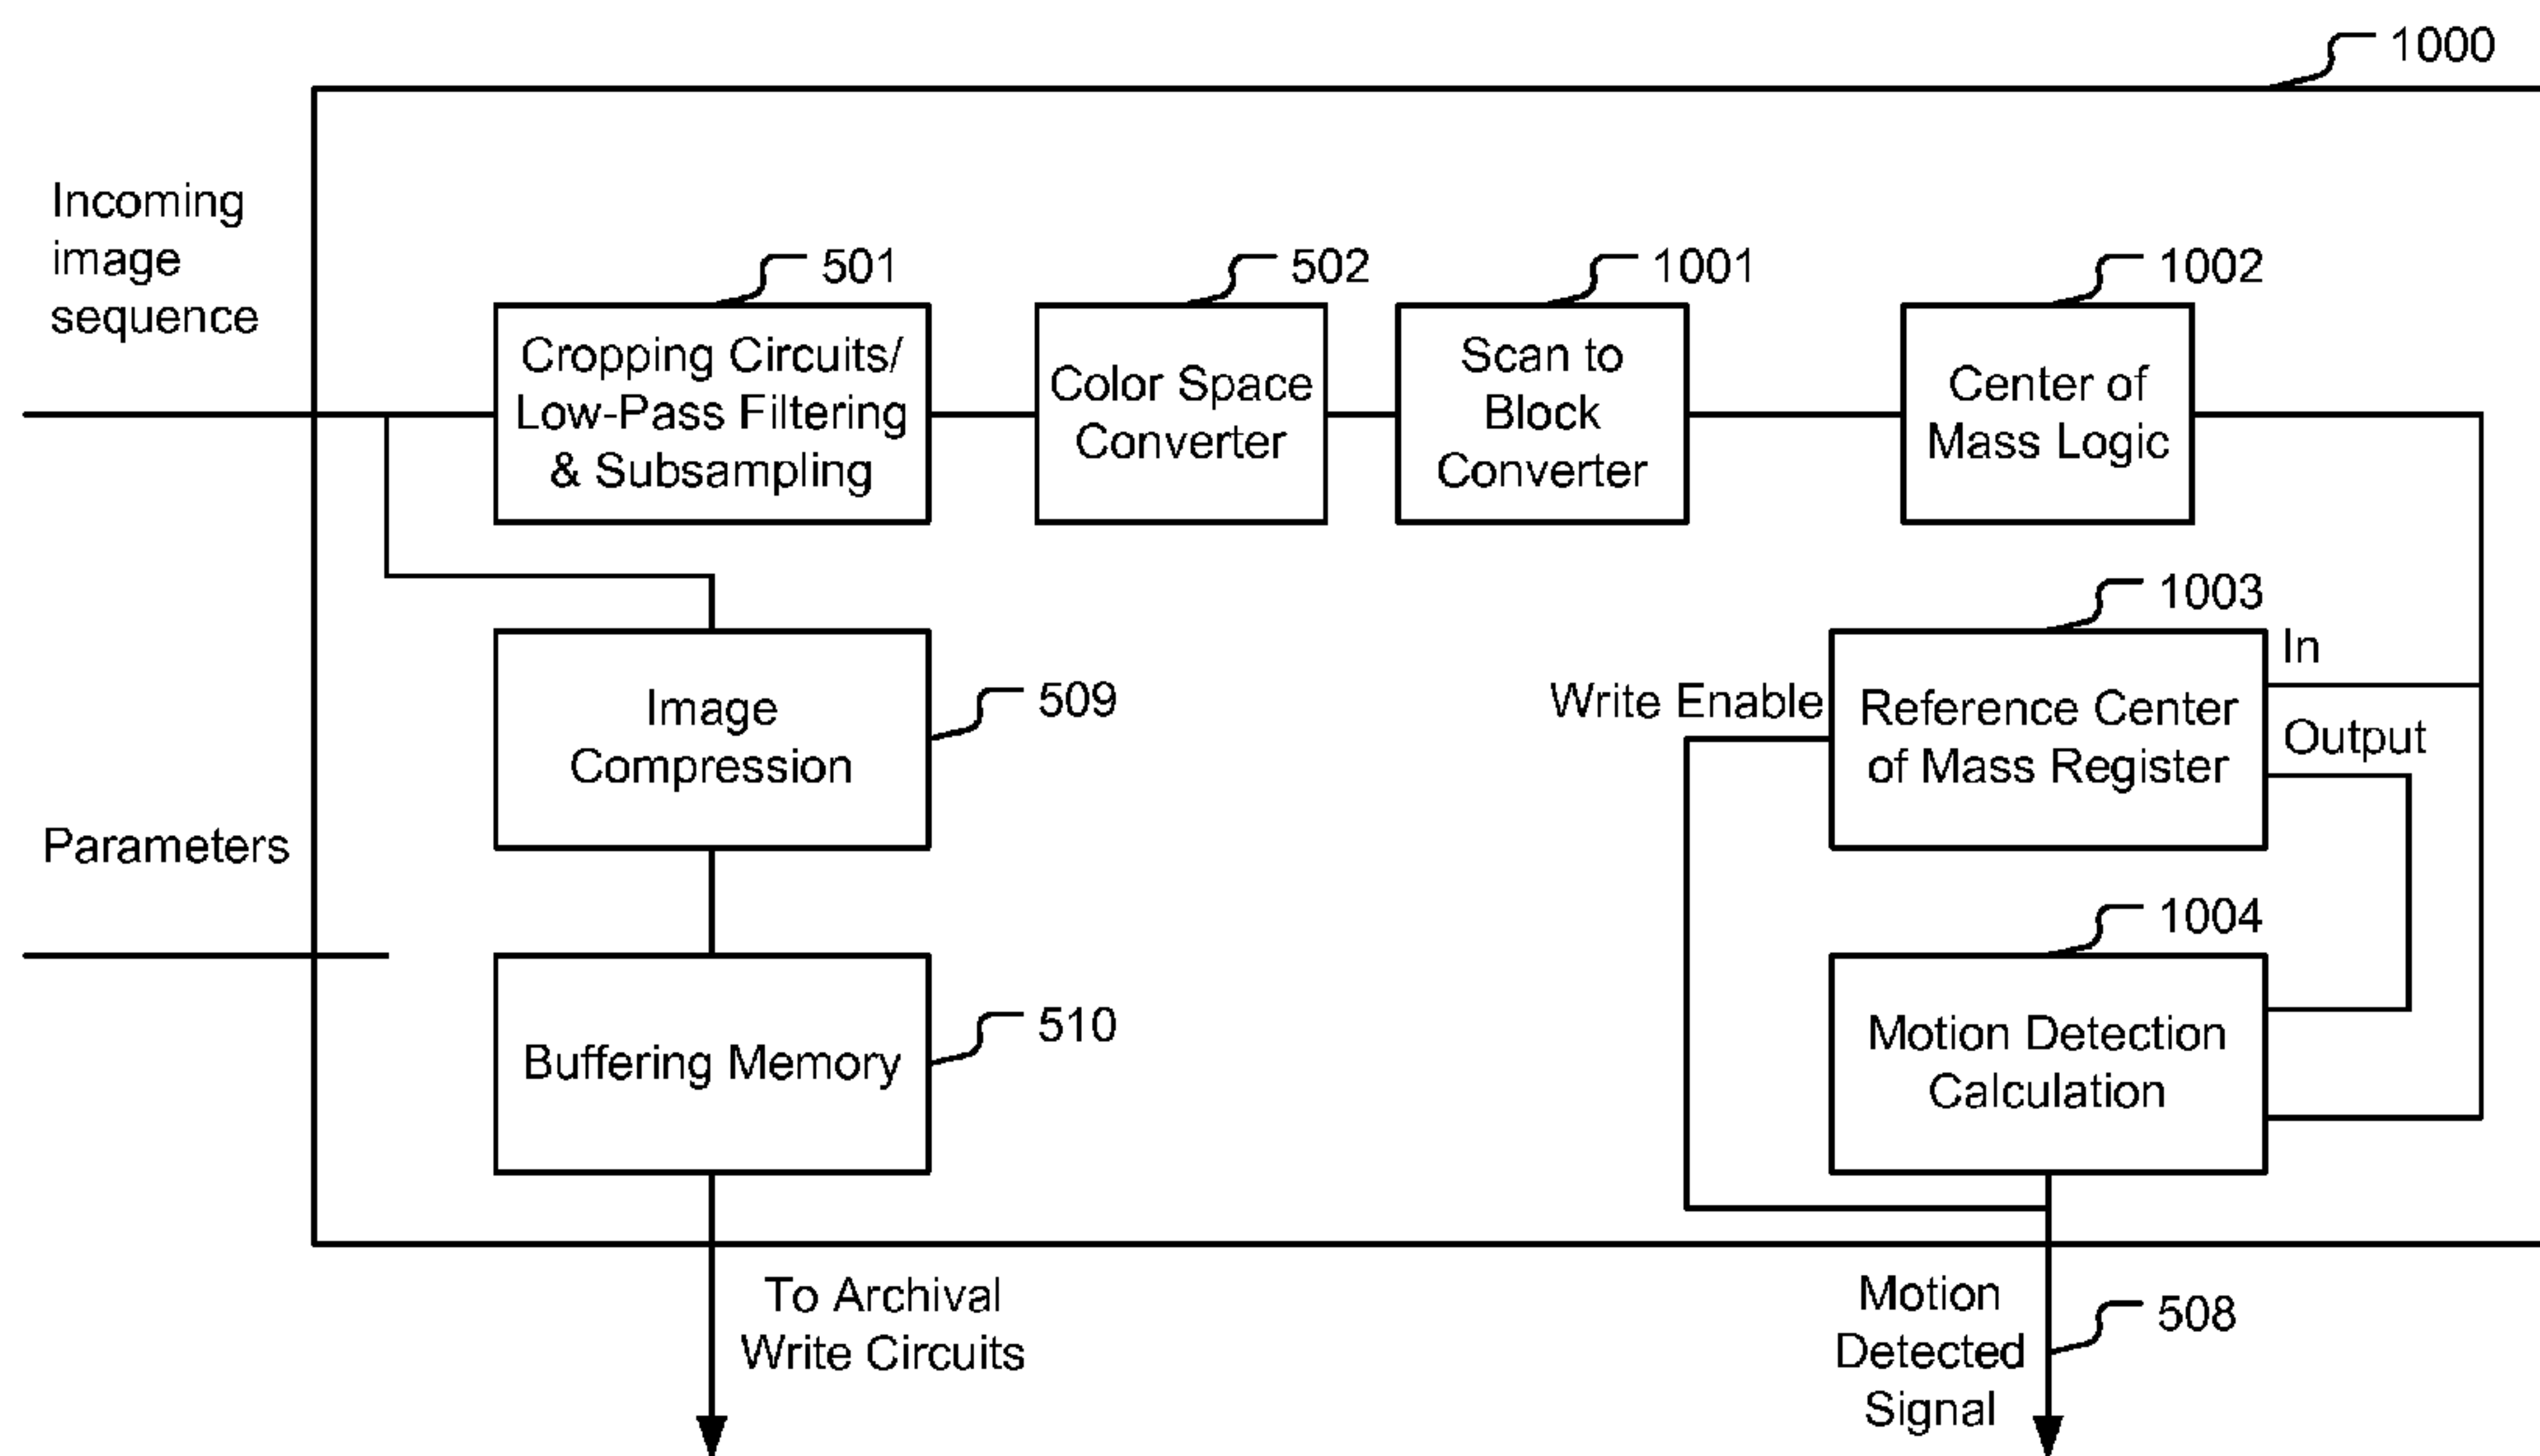 1000
Incoming
image
sequence
501
502
1001
1002
Cropping Circuits/
Low-Pass Filtering
& Subsampling
Color Space
Converter
Scan to
Block
Converter
Center of
Mass Logic
1003
In
Image
Compression
509
Write Enable
Reference Center
of Mass Register
Output
Parameters
1004
Buffering Memory
510
Motion Detection
Calculation
To Archival
Write Circuits
Motion
Detected
Signal
508